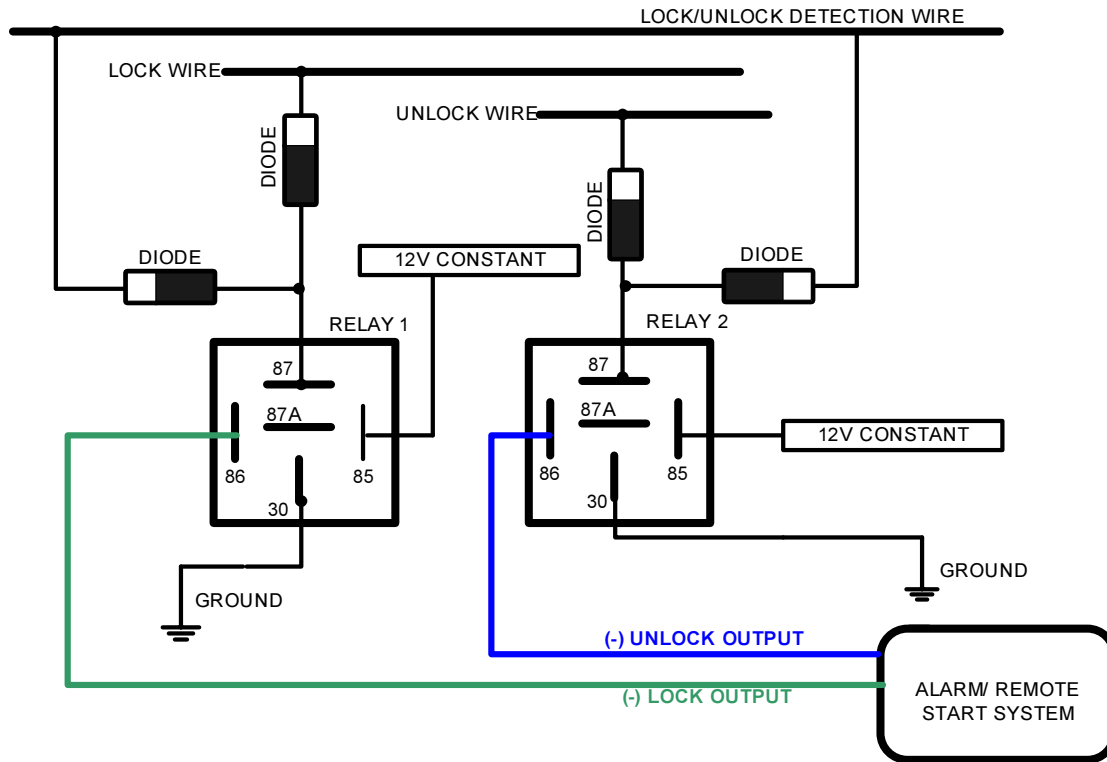 LOCK/UNLOCK DETECTION WIRE
LOCK WIRE
UNLOCK WIRE
DIODE
DIODE
DIODE
12V CONSTANT
DIODE
RELAY 1
RELAY 2
87
87A
86
85
30
87
87A
86
85
30
12V CONSTANT
GROUND
GROUND
(-) UNLOCK OUTPUT
(-) LOCK OUTPUT
ALARM/ REMOTE
START SYSTEM